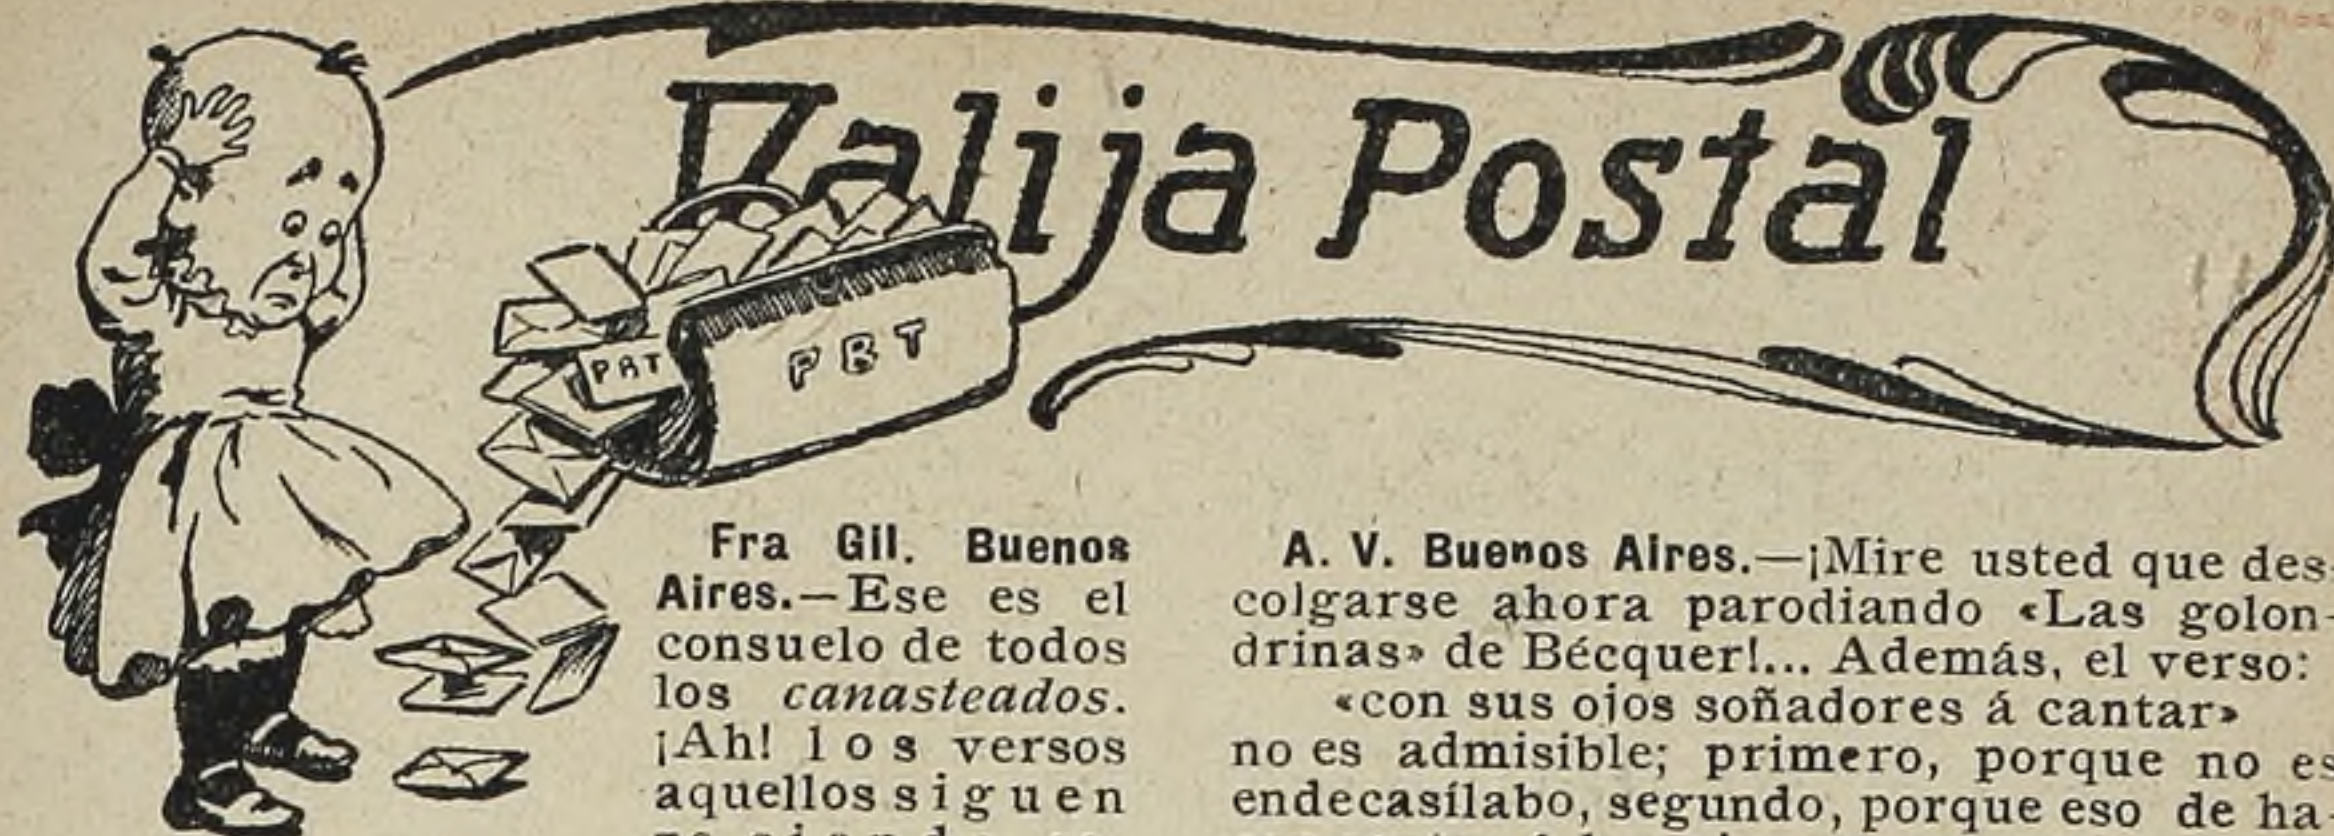 Valija Postal
PBT
PBT
Fra Gil. Buenos
Aires.—Ese es el
consuelo de todos
los canasteados.
¡Ah! los versos
aquellos siguen
A. V. Buenos Aires.—¡Mire usted que des-
colgarse ahora parodiando «Las golon-
drinas» de Bécquer!... Además, el verso:
«con sus ojos soñadores á cantar»
no es admisible; primero, porque no es
endecasílabo, segundo, porque eso de ha-